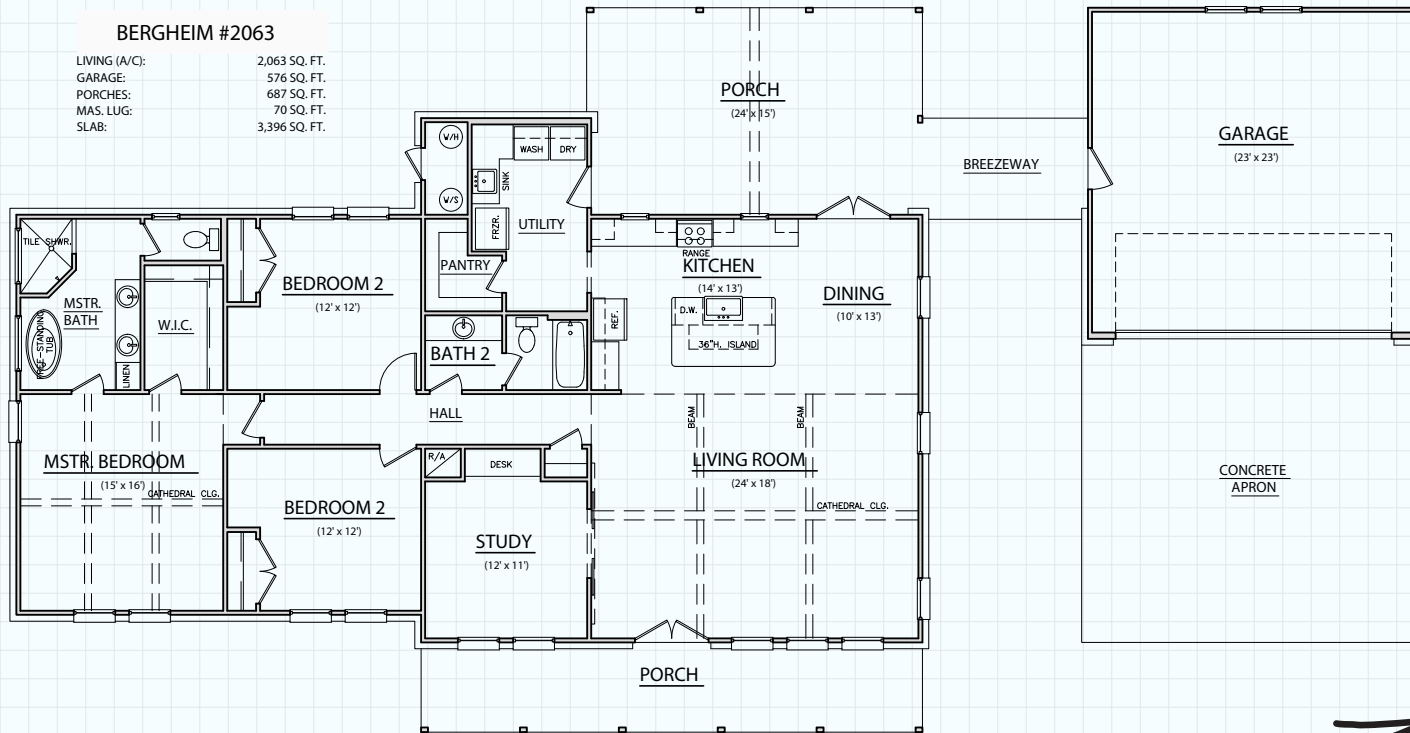 BERGHEIM #2063
LIVING (A/C): 2,063 SQ. FT.
GARAGE: 576 SQ. FT.
PORCHES: 687 SQ. FT.
MAS. LUG: 70 SQ. FT.
SLAB: 3,396 SQ. FT.
PORCH
(24' x 15')
GARAGE
(23' x 23')
BREEZEWAY
W/H
WASH
DRY
SINK
W/S
FRZR.
UTILITY
PANTRY
TILE SHWR.
MSTR.
BATH
FREE-STANDING
TUB
LINEN
W.I.C.
BEDROOM 2
(12' x 12')
BATH 2
RANGE
KITCHEN
(14' x 13')
D.W.
36"H. ISLAND
REF.
DINING
(10' x 13')
HALL
MSTR. BEDROOM
(15' x 16')
CATHEDRAL CLG.
BEDROOM 2
(12' x 12')
R/A
DESK
STUDY
(12' x 11')
BEAM
BEAM
LIVING ROOM
(24' x 18')
CATHEDRAL CLG.
CONCRETE
APRON
PORCH